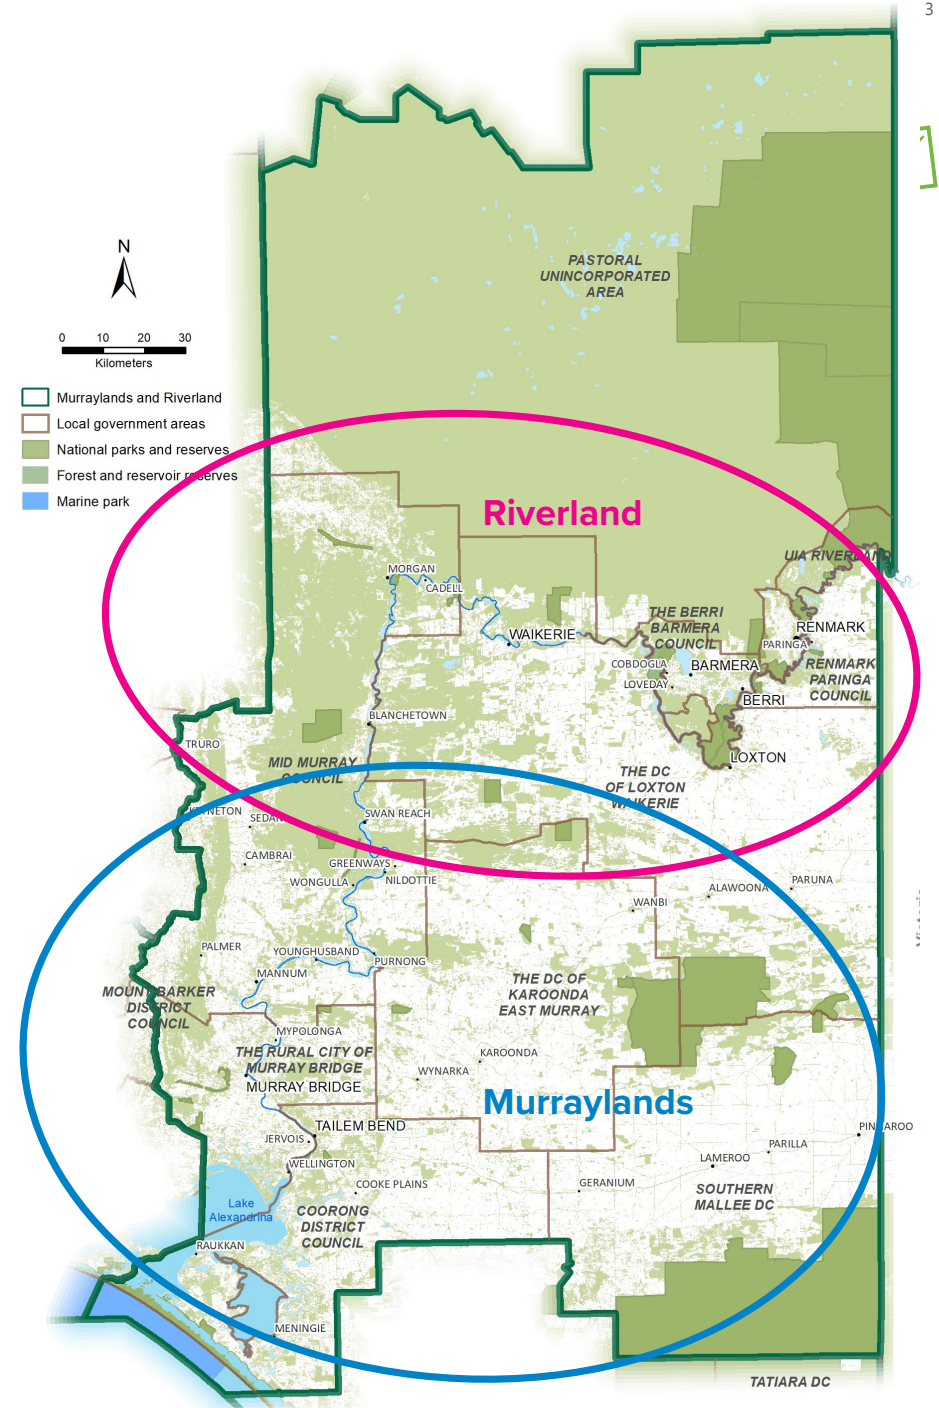 3
N
0 10 20 30
Kilometers
Murraylands and Riverland
Local government areas
National parks and reserves
Forest and reservoir reserves
Marine park
PASTORAL
UNINCORPORATED
AREA
Riverland
UIA RIVERLAND
MORGAN
CADELL
WAIKERIE
THE BERRI
BARMERA
COUNCIL
RENMARK
PARINGA
COBDOGLA
BARMERA
LOVEDAY
RENMARK
PARINGA
COUNCIL
BERRI
BLANCHETOWN
TRURO
LOXTON
MID MURRAY
COUNCIL
THE DC
OF LOXTON
WAIKERIE
KEYNETON
SEDAN
SWAN REACH
CAMBRAI
GREENWAYS
WONGULLA
NILDOTTIE
PARUNA
ALAWOONA
WANBI
PALMER
YOUNGHUSBAND
PURNONG
MANNUM
MOUNT BARKER
DISTRICT
COUNCIL
THE DC OF
KAROONDA
EAST MURRAY
MYPOLONGA
THE RURAL CITY OF
MURRAY BRIDGE
MURRAY BRIDGE
KAROONDA
WYNARKA
Murraylands
TAILEM BEND
JERVOIS
PINNAROO
PARILLA
LAMEROO
WELLINGTON
COOKE PLAINS
GERANIUM
SOUTHERN
MALLEE DC
Lake
Alexandrina
COORONG
DISTRICT
COUNCIL
RAUKKAN
MENINGIE
TATIARA DC